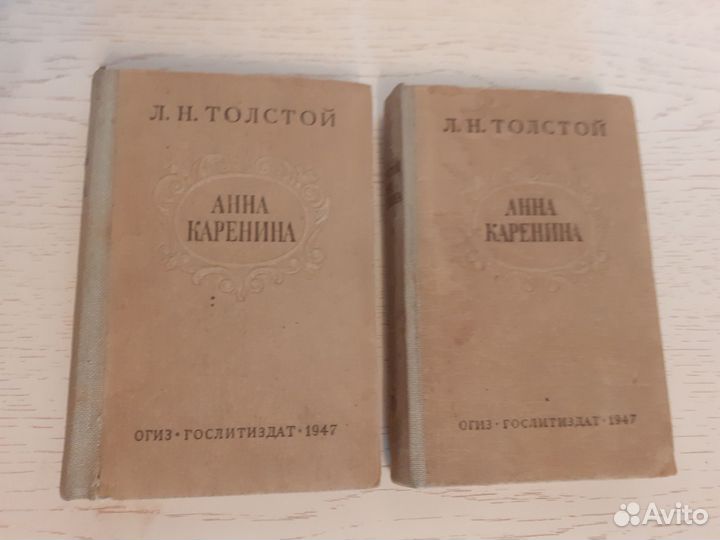 Л. Н. ТОЛСТОЙ
АННА
КАРЕНИНА
ОГИЗ • ГОСЛИТИЗДАТ • 1947
Л. Н. ТОЛСТОЙ
АННА
КАРЕНИНА
ОГИЗ • ГОСЛИТИЗДАТ • 1947
Avito